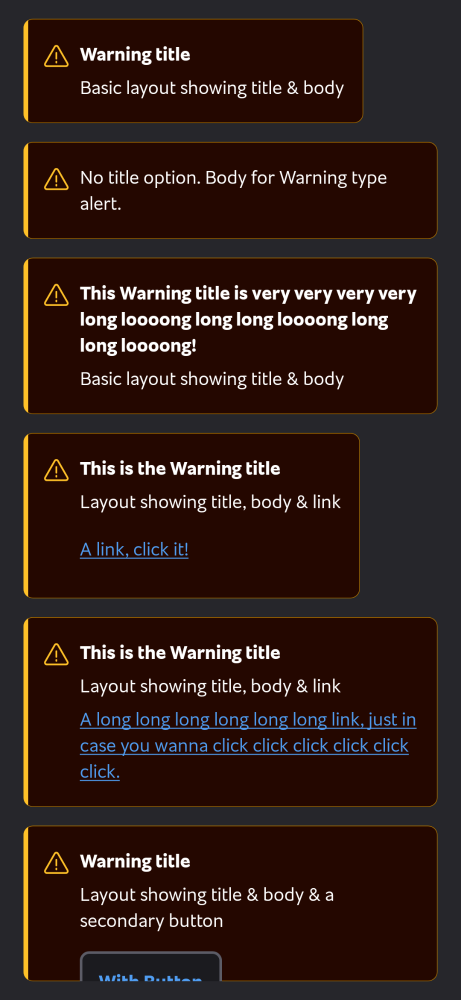 Warning title
Basic layout showing title & body
No title option. Body for Warning type
alert.
This Warning title is very very very very
long loooong long long loooong long
long loooong!
Basic layout showing title & body
This is the Warning title
Layout showing title, body & link
A link, click it!
This is the Warning title
Layout showing title, body & link
A long long long long long long link, just in
case you wanna click click click click click
click.
Warning title
Layout showing title & body & a
secondary button
With Button